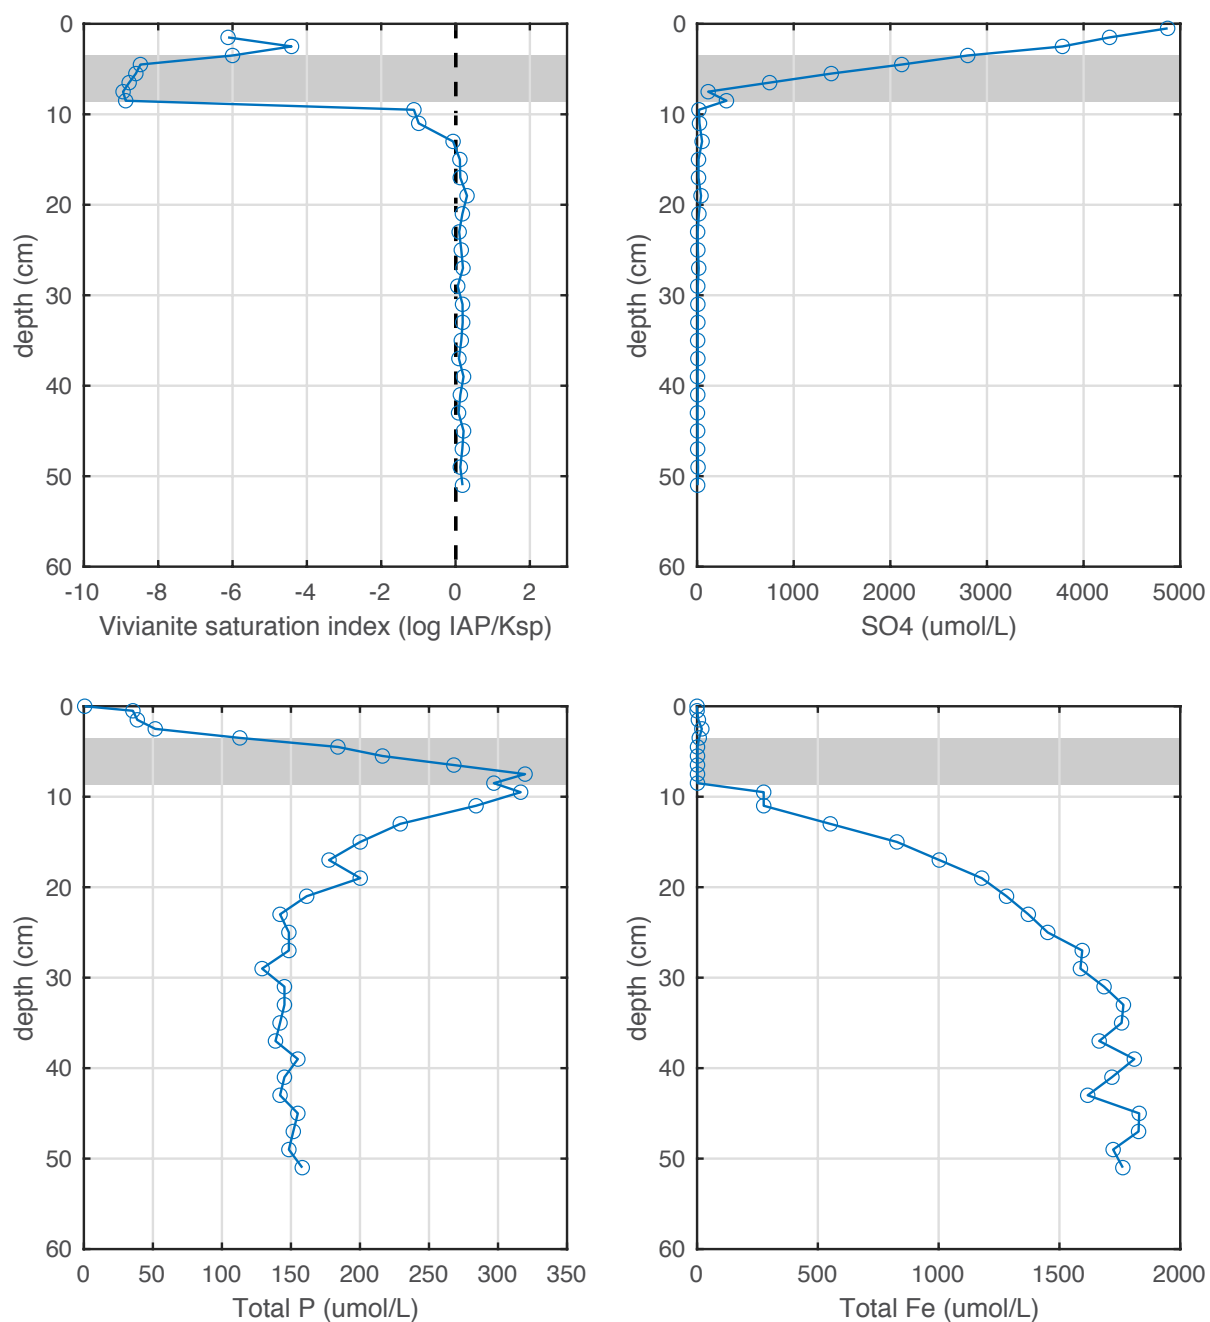 0
10
20
30
40
50
60
depth (cm)
-10 -8 -6 -4 -2 0 2
Vivianite saturation index (log IAP/Ksp)
0
10
20
30
40
50
60
depth (cm)
0 1000 2000 3000 4000 5000
SO4 (umol/L)
0
10
20
30
40
50
60
depth (cm)
0 50 100 150 200 250 300 350
Total P (umol/L)
0
10
20
30
40
50
60
depth (cm)
0 500 1000 1500 2000
Total Fe (umol/L)